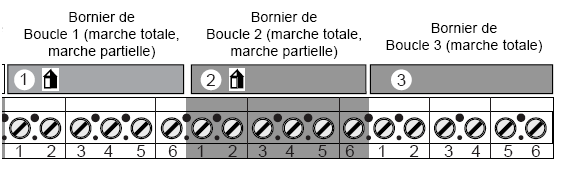 Bornier de
Boucle 1 (marche totale,
marche partielle)
Bornier de
Boucle 2 (marche totale,
marche partielle)
Bornier de
Boucle 3 (marche totale)
1
2
3
1 2 3 4 5 6 1 2 3 4 5 6 1 2 3 4 5 6